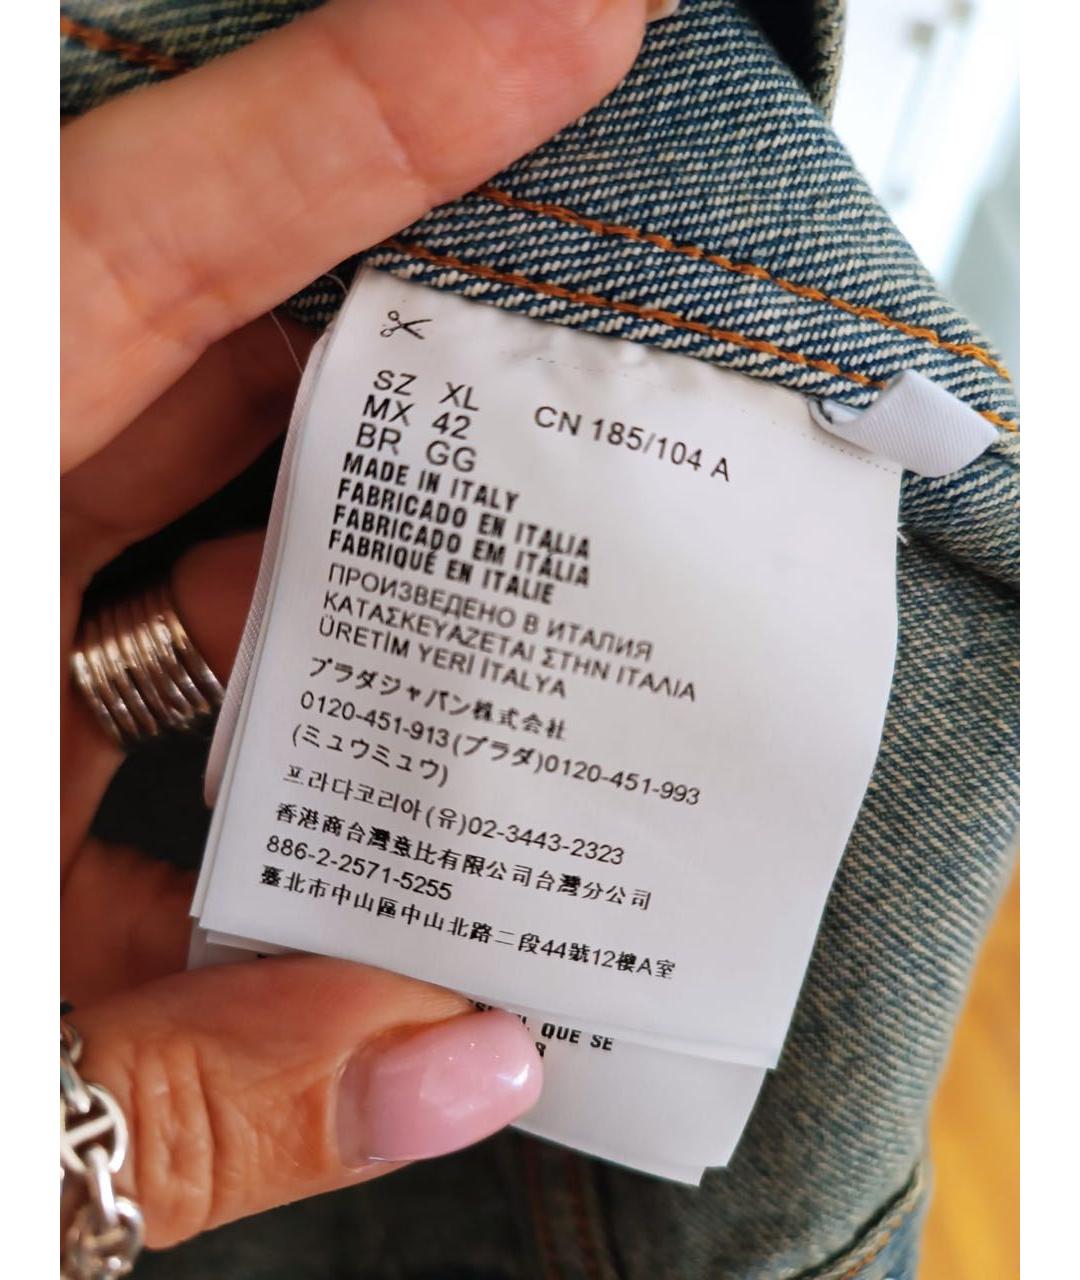 SZ XL CN 185/104 A
MX 42
BR GG
MADE IN ITALY
FABRICADO EN ITALIA
FABRICADO EM ITÁLIA
FABRIQUÉ EN ITALIE
ПРОИЗВЕДЕНО В ИТАЛИЯ
ΚΑΤΑΣΚΕΥΑΖΕΤΑΙ ΣΤΗΝ ΙΤΑΛΙΑ
ÜRETİM YERİ İTALYA
プラダジャパン株式会社
0120-451-913(プラダ)0120-451-993
(ミュウミュウ)
프라다코리아(유)02-3443-2323
香港商台灣意比有限公司台灣分公司
886-2-2571-5255
臺北市中山區中山北路二段44號12樓A室
QUE SE